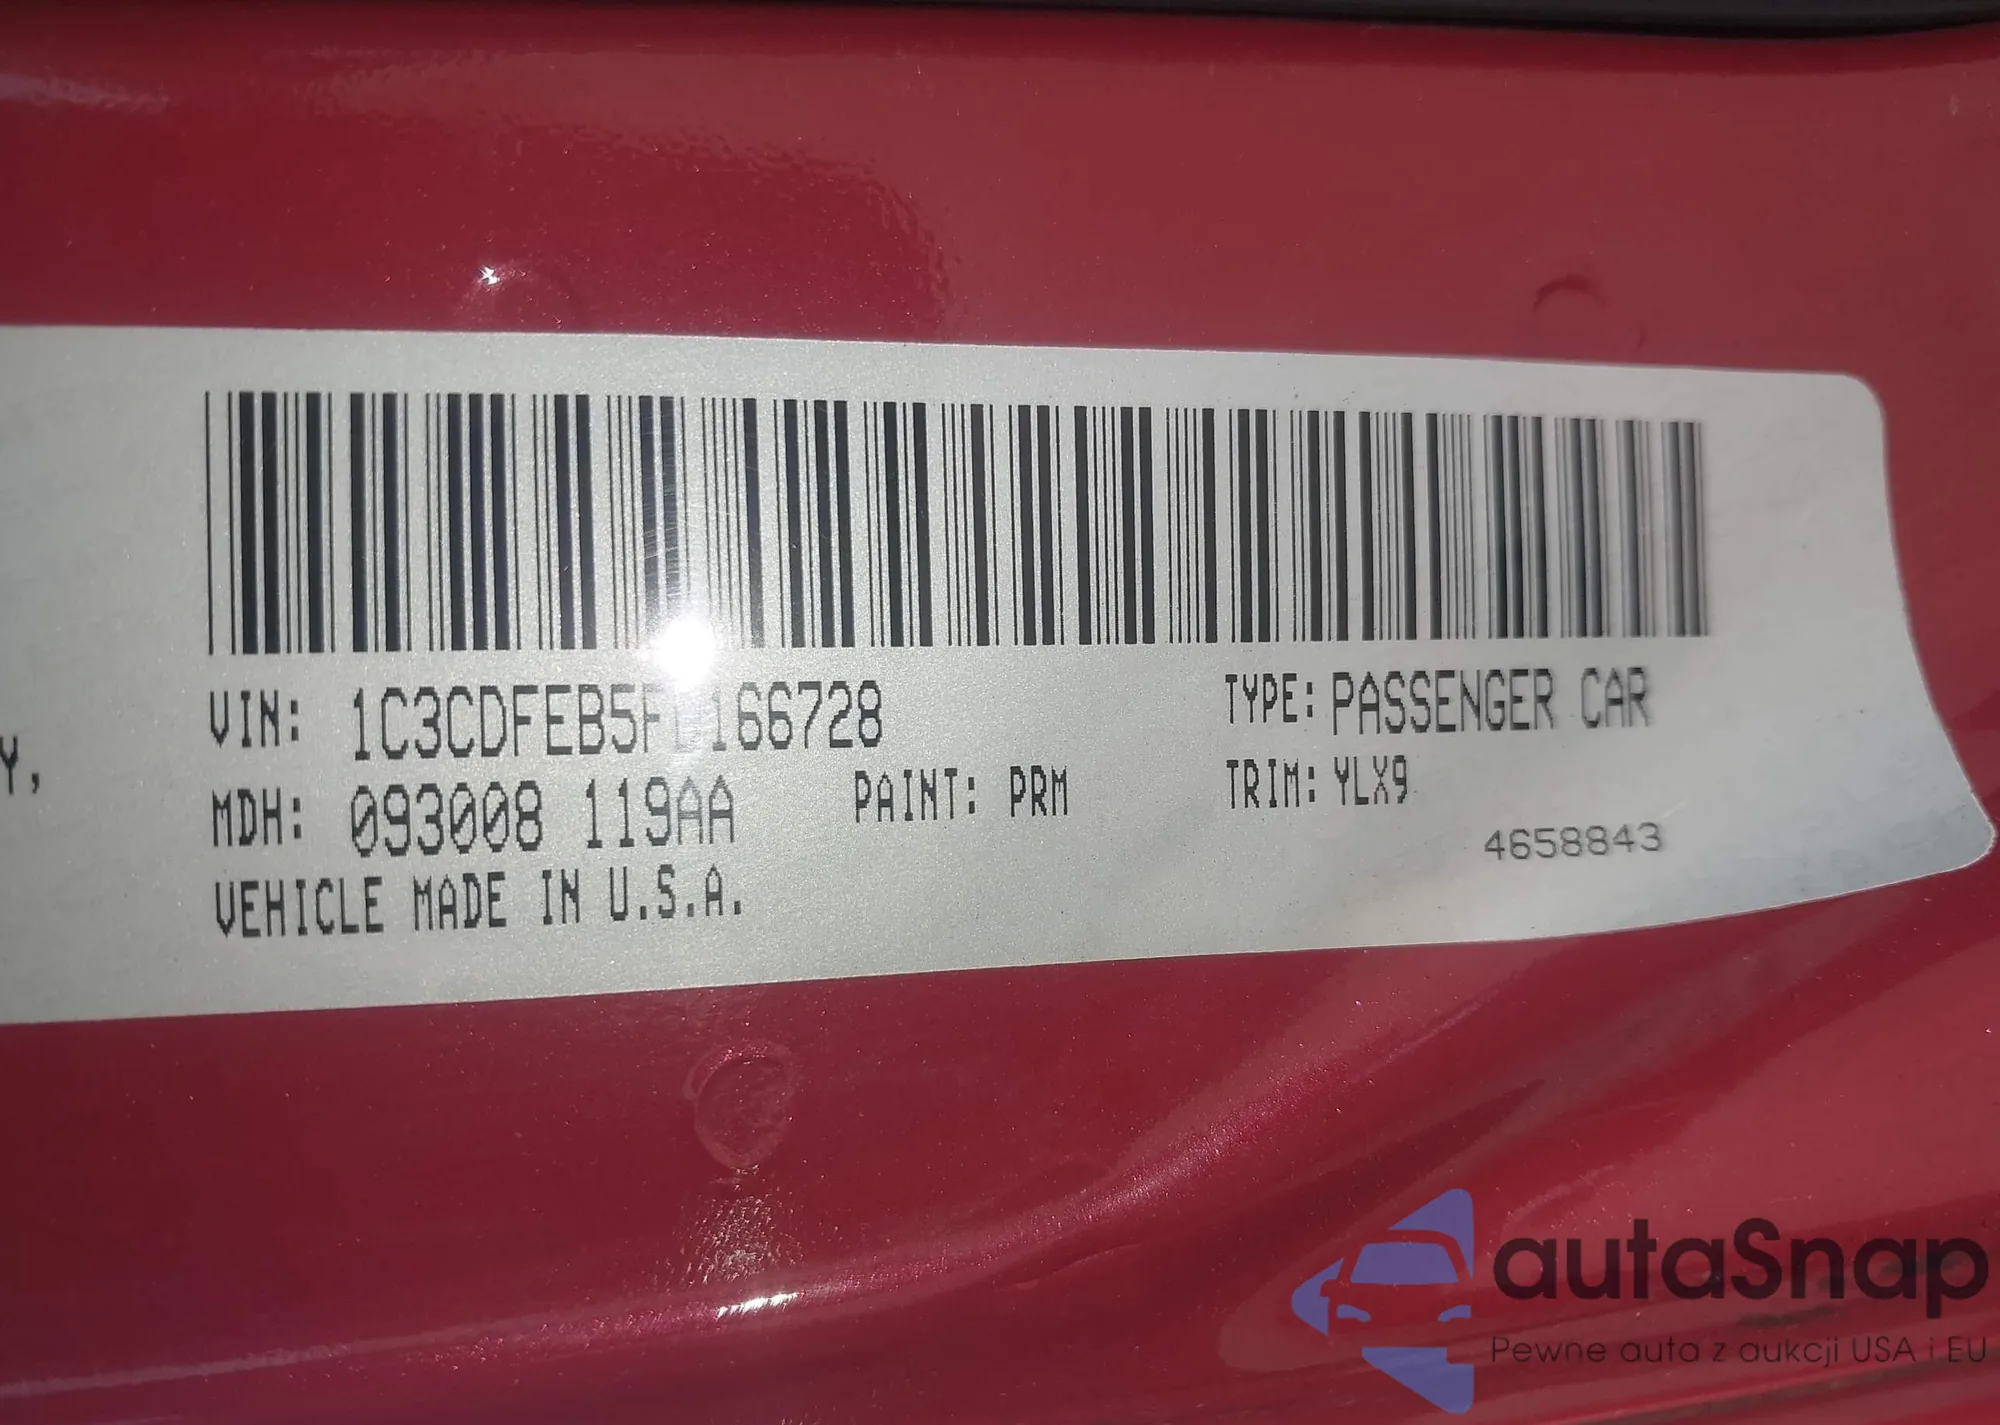 VIN: 1C3CDFEB5FD166728
TYPE: PASSENGER CAR
Y,
MDH: 093008 119AA
PAINT: PRM
TRIM: YLX9
4658843
VEHICLE MADE IN U.S.A.
autaSnap
Pewne auta z aukcji USA i EU